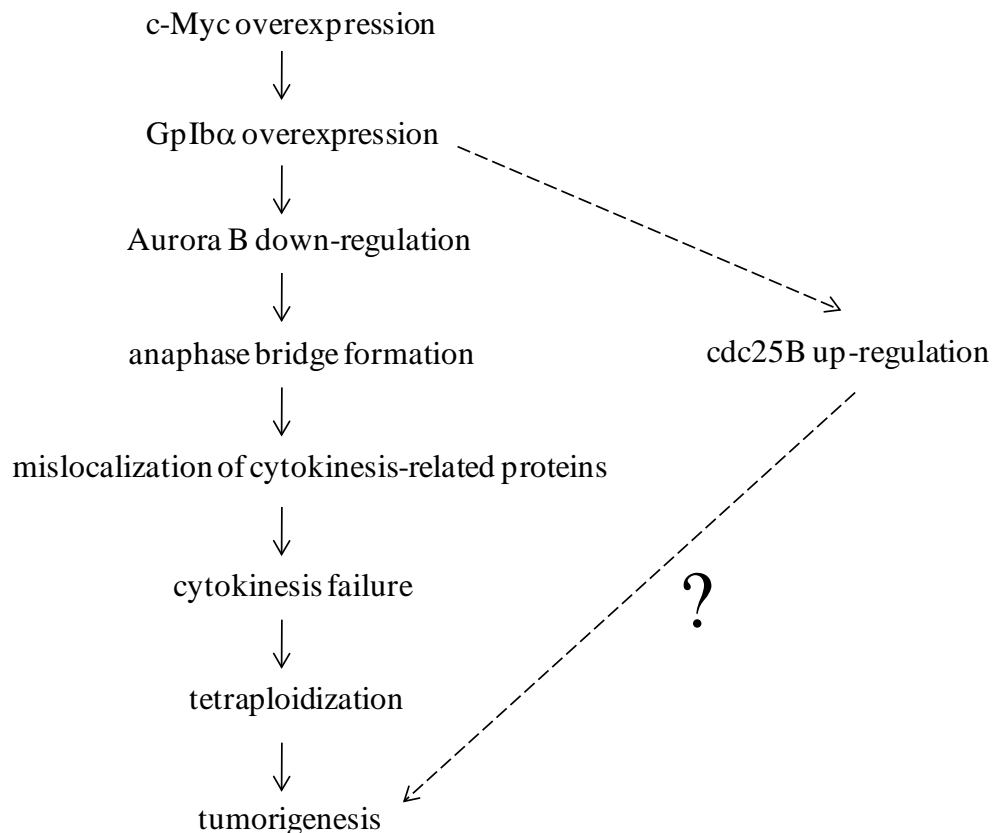 c-Myc overexpression
GpIbα overexpression
Aurora B down-regulation
anaphase bridge formation
cdc25B up-regulation
mislocalization of cytokinesis-related proteins
cytokinesis failure
?
tetraploidization
tumorigenesis